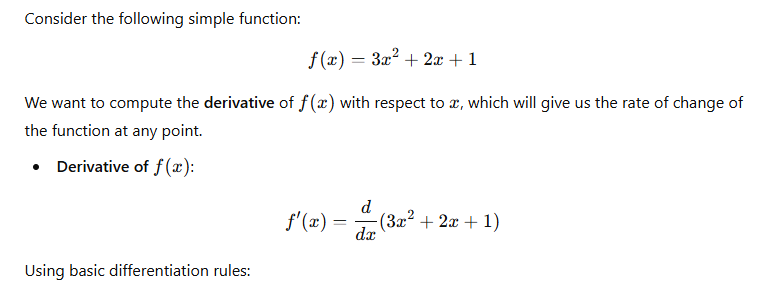 Consider the following simple function:
f(x) = 3x² + 2x + 1
We want to compute the derivative of f(x) with respect to x, which will give us the rate of change of
the function at any point.
• Derivative of f(x):
f′(x) = d/dx (3x² + 2x + 1)
Using basic differentiation rules: